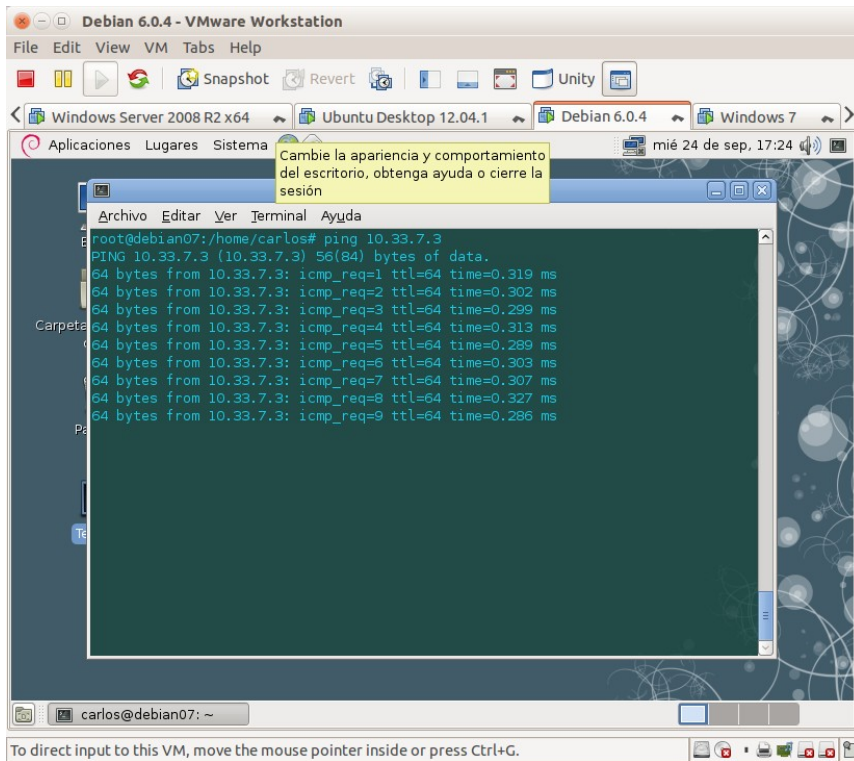 Debian 6.0.4 - VMware Workstation
File Edit View VM Tabs Help
Snapshot Revert Unity
Windows Server 2008 R2 x64 Ubuntu Desktop 12.04.1 Debian 6.0.4 Windows 7
Aplicaciones Lugares Sistema mié 24 de sep, 17:24
Cambie la apariencia y comportamiento
del escritorio, obtenga ayuda o cierre la
sesión
Archivo Editar Ver Terminal Ayuda
root@debian07:/home/carlos# ping 10.33.7.3
PING 10.33.7.3 (10.33.7.3) 56(84) bytes of data.
64 bytes from 10.33.7.3: icmp_req=1 ttl=64 time=0.319 ms
64 bytes from 10.33.7.3: icmp_req=2 ttl=64 time=0.302 ms
64 bytes from 10.33.7.3: icmp_req=3 ttl=64 time=0.299 ms
64 bytes from 10.33.7.3: icmp_req=4 ttl=64 time=0.313 ms
64 bytes from 10.33.7.3: icmp_req=5 ttl=64 time=0.289 ms
64 bytes from 10.33.7.3: icmp_req=6 ttl=64 time=0.303 ms
64 bytes from 10.33.7.3: icmp_req=7 ttl=64 time=0.307 ms
64 bytes from 10.33.7.3: icmp_req=8 ttl=64 time=0.327 ms
64 bytes from 10.33.7.3: icmp_req=9 ttl=64 time=0.286 ms
Carpeta
carlos@debian07: ~
To direct input to this VM, move the mouse pointer inside or press Ctrl+G.